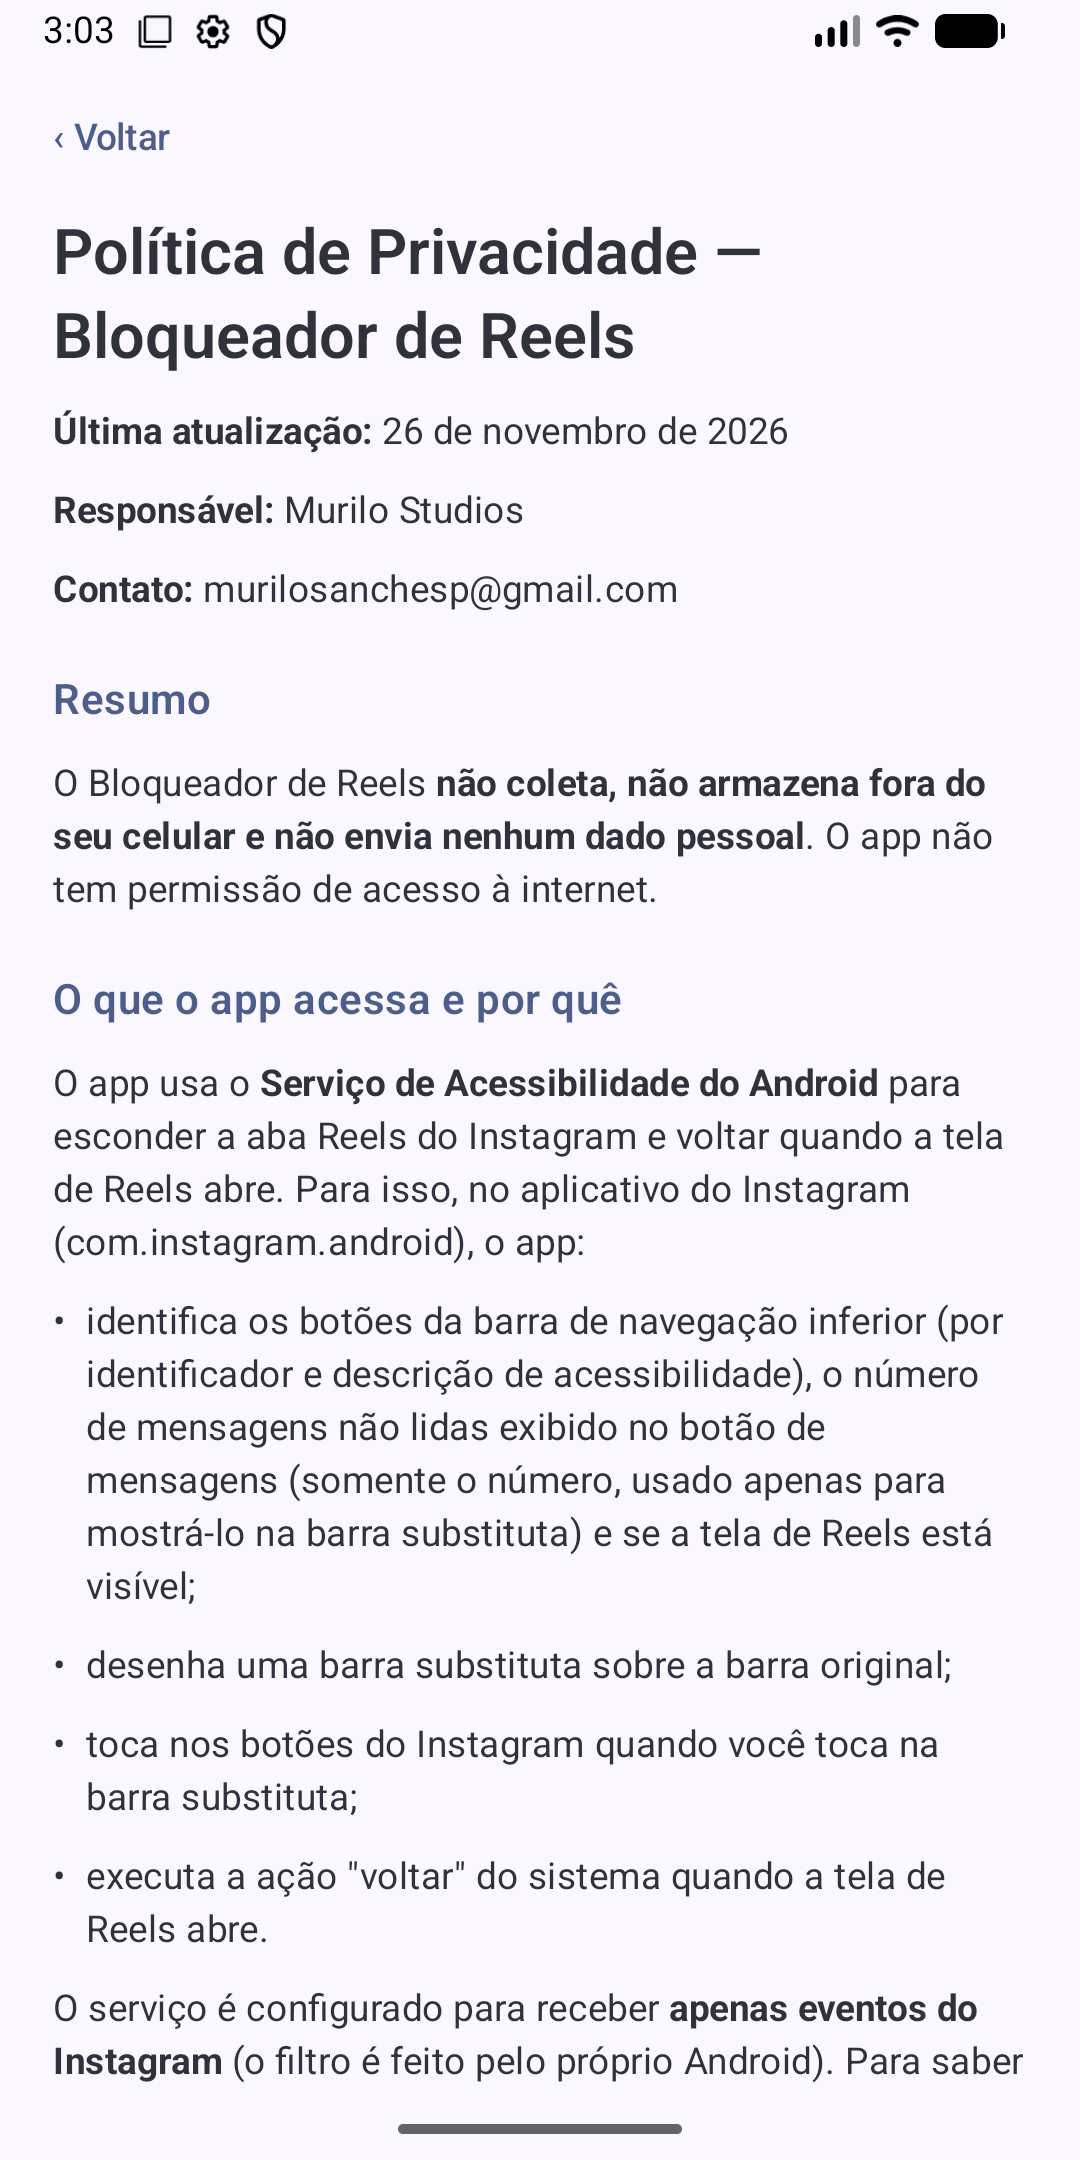 3:03
‹ Voltar
Política de Privacidade —
Bloqueador de Reels
Última atualização: 26 de novembro de 2026
Responsável: Murilo Studios
Contato: murilosanchesp@gmail.com
Resumo
O Bloqueador de Reels não coleta, não armazena fora do
seu celular e não envia nenhum dado pessoal. O app não
tem permissão de acesso à internet.
O que o app acessa e por quê
O app usa o Serviço de Acessibilidade do Android para
esconder a aba Reels do Instagram e voltar quando a tela
de Reels abre. Para isso, no aplicativo do Instagram
(com.instagram.android), o app:
• identifica os botões da barra de navegação inferior (por
identificador e descrição de acessibilidade), o número
de mensagens não lidas exibido no botão de
mensagens (somente o número, usado apenas para
mostrá-lo na barra substituta) e se a tela de Reels está
visível;
• desenha uma barra substituta sobre a barra original;
• toca nos botões do Instagram quando você toca na
barra substituta;
• executa a ação "voltar" do sistema quando a tela de
Reels abre.
O serviço é configurado para receber apenas eventos do
Instagram (o filtro é feito pelo próprio Android). Para saber